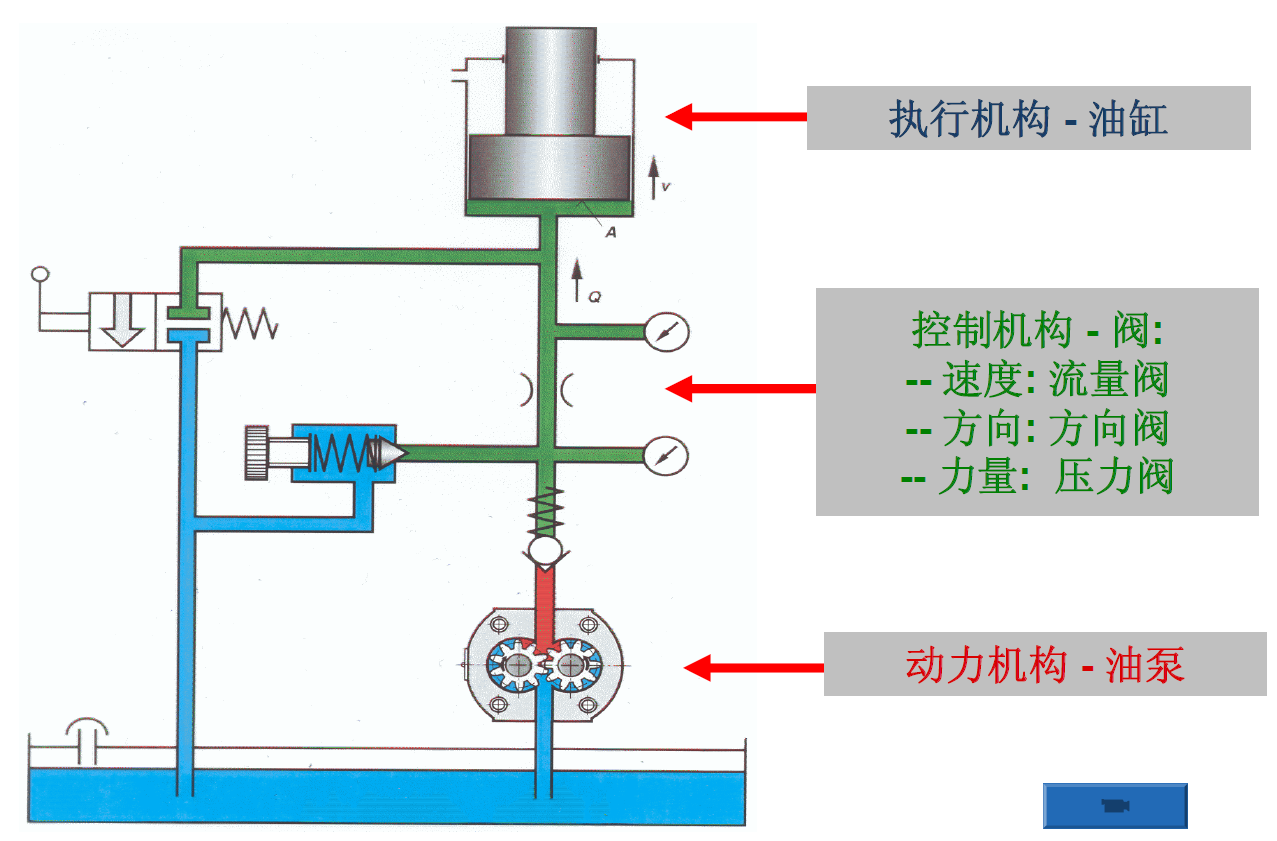 执行机构 - 油缸
v
A
Q
控制机构 - 阀:
-- 速度: 流量阀
-- 方向: 方向阀
-- 力量: 压力阀
动力机构 - 油泵